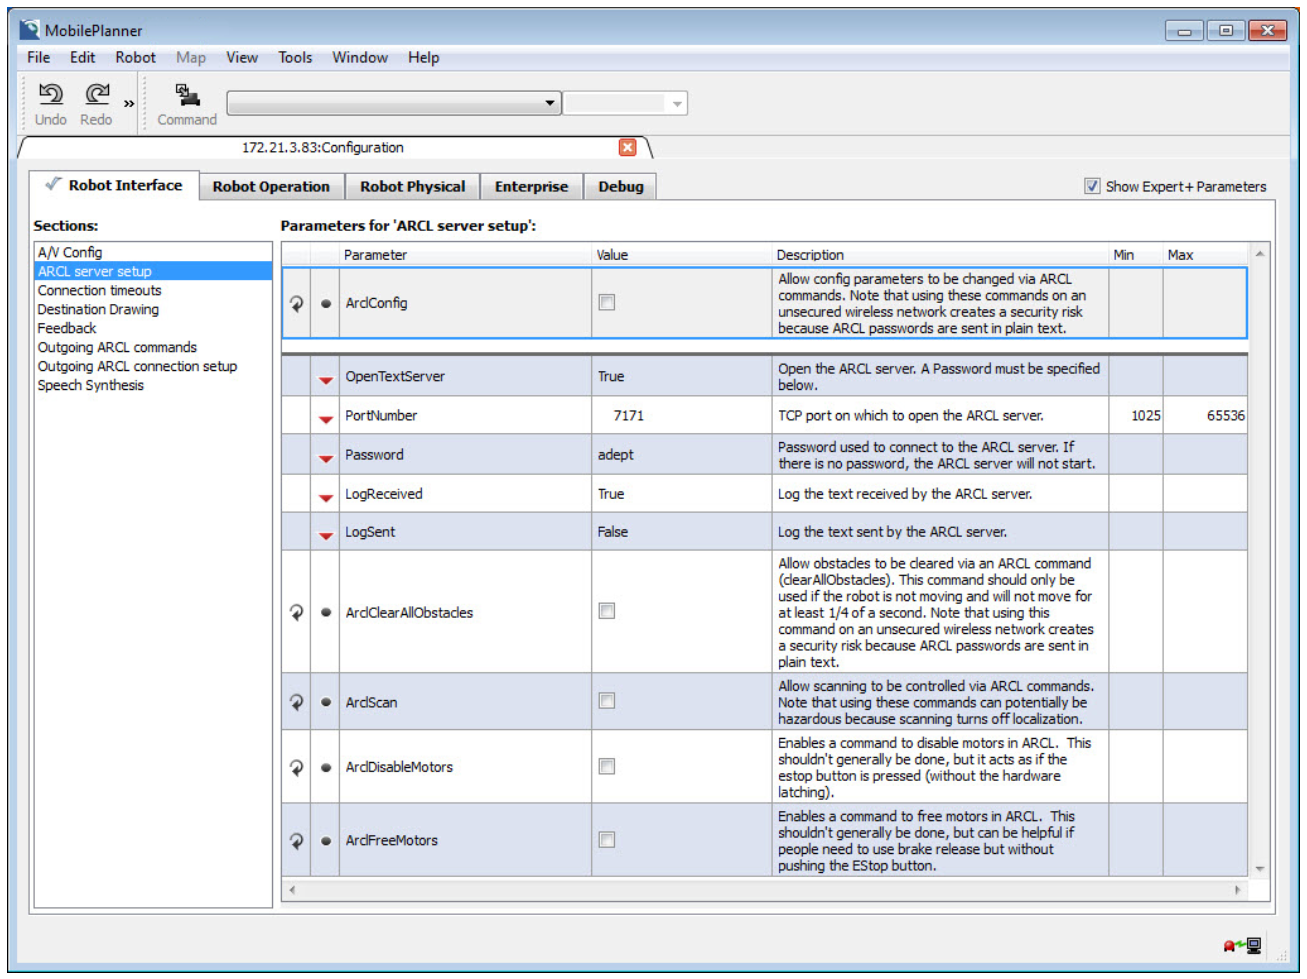 MobilePlanner
File Edit Robot Map View Tools Window Help
Undo Redo » Command
172.21.3.83:Configuration
Robot Interface Robot Operation Robot Physical Enterprise Debug Show Expert+ Parameters
Sections: Parameters for 'ARCL server setup':
A/V Config
ARCL server setup
Connection timeouts
Destination Drawing
Feedback
Outgoing ARCL commands
Outgoing ARCL connection setup
Speech Synthesis
Parameter Value Description Min Max
ArclConfig
Allow config parameters to be changed via ARCL
commands. Note that using these commands on an
unsecured wireless network creates a security risk
because ARCL passwords are sent in plain text.
OpenTextServer True
Open the ARCL server. A Password must be specified
below.
PortNumber 7171 TCP port on which to open the ARCL server. 1025 65536
Password adept
Password used to connect to the ARCL server. If
there is no password, the ARCL server will not start.
LogReceived True Log the text received by the ARCL server.
LogSent False Log the text sent by the ARCL server.
ArclClearAllObstacles
Allow obstacles to be cleared via an ARCL command
(clearAllObstacles). This command should only be
used if the robot is not moving and will not move for
at least 1/4 of a second. Note that using this
command on an unsecured wireless network creates
a security risk because ARCL passwords are sent in
plain text.
ArclScan
Allow scanning to be controlled via ARCL commands.
Note that using these commands can potentially be
hazardous because scanning turns off localization.
ArclDisableMotors
Enables a command to disable motors in ARCL. This
shouldn't generally be done, but it acts as if the
estop button is pressed (without the hardware
latching).
ArclFreeMotors
Enables a command to free motors in ARCL. This
shouldn't generally be done, but can be helpful if
people need to use brake release but without
pushing the EStop button.